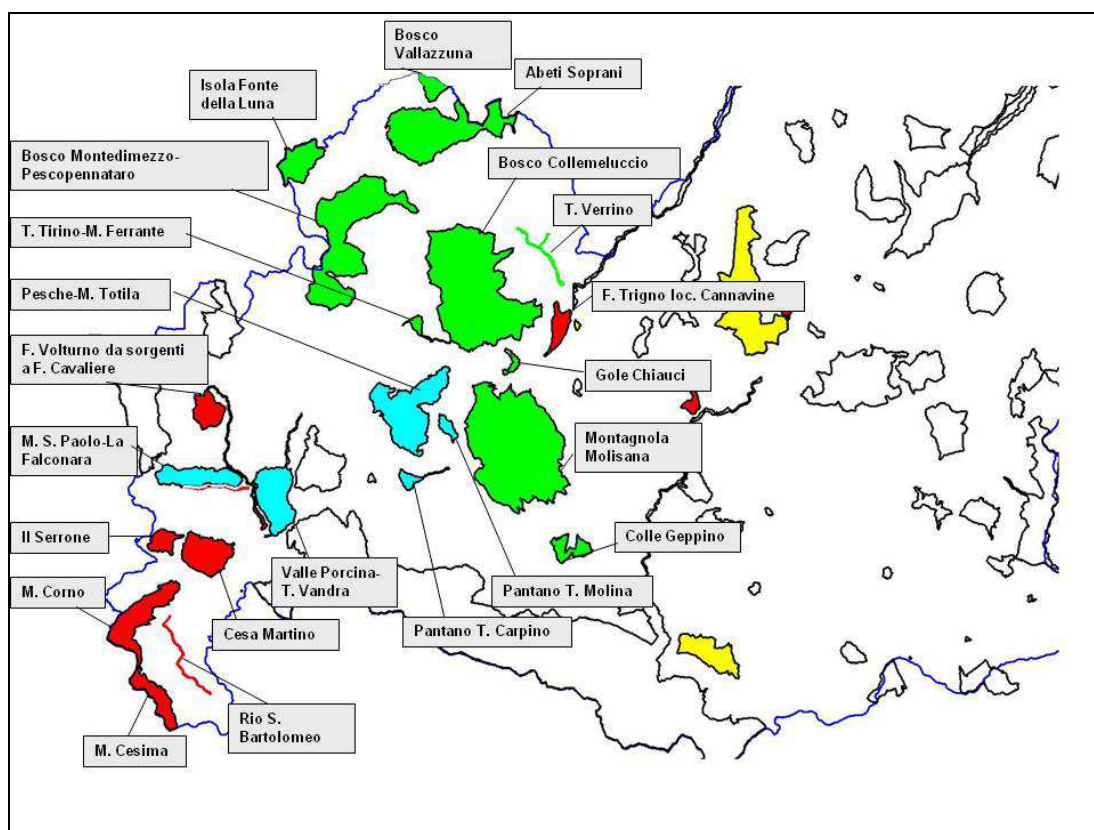 Bosco
Vallazzuna
Abeti Soprani
Isola Fonte
della Luna
Bosco Montedimezzo-
Pescopennataro
Bosco Collemeluccio
T. Verrino
T. Tirino-M. Ferrante
Pesche-M. Totila
F. Trigno loc. Cannavine
F. Volturno da sorgenti
a F. Cavaliere
Gole Chiauci
M. S. Paolo-La
Falconara
Montagnola
Molisana
Il Serrone
Colle Geppino
Valle Porcina-
T. Vandra
Pantano T. Molina
M. Corno
Cesa Martino
Pantano T. Carpino
Rio S.
Bartolomeo
M. Cesima